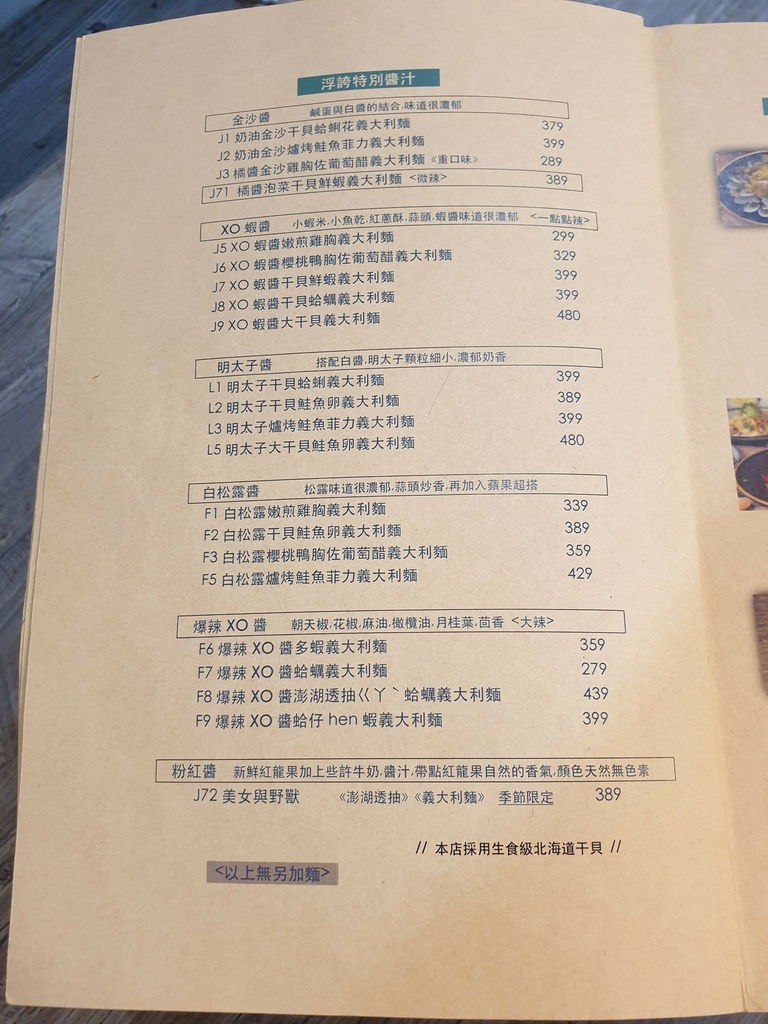 浮誇特別醬汁
金沙醬 鹹蛋與白醬的結合,味道很濃郁
J1 奶油金沙干貝蛤蜊花義大利麵 379
J2 奶油金沙爐烤鮭魚菲力義大利麵 399
J3 橘醬金沙雞胸佐葡萄醋義大利麵《重口味》 289
J71 橘醬泡菜干貝鮮蝦義大利麵 <微辣> 389
XO 蝦醬 小蝦米,小魚乾,紅蔥酥,蒜頭,蝦醬味道很濃郁 <一點點辣>
J5 XO 蝦醬嫩煎雞胸義大利麵 299
J6 XO 蝦醬櫻桃鴨胸佐葡萄醋義大利麵 329
J7 XO 蝦醬干貝鮮蝦義大利麵 399
J8 XO 蝦醬干貝蛤蠣義大利麵 399
J9 XO 蝦醬大干貝義大利麵 480
明太子醬 搭配白醬,明太子顆粒細小,濃郁奶香
L1 明太子干貝蛤蜊義大利麵 399
L2 明太子干貝鮭魚卵義大利麵 389
L3 明太子爐烤鮭魚菲力義大利麵 399
L5 明太子大干貝鮭魚卵義大利麵 480
白松露醬 松露味道很濃郁,蒜頭炒香,再加入蘋果超搭
F1 白松露嫩煎雞胸義大利麵 339
F2 白松露干貝鮭魚卵義大利麵 389
F3 白松露櫻桃鴨胸佐葡萄醋義大利麵 359
F5 白松露爐烤鮭魚菲力義大利麵 429
爆辣 XO 醬 朝天椒,花椒,麻油,橄欖油,月桂葉,茴香 <大辣>
F6 爆辣 XO 醬多蝦義大利麵 359
F7 爆辣 XO 醬蛤蠣義大利麵 279
F8 爆辣 XO 醬澎湖透抽ㄍㄚˋ蛤蠣義大利麵 439
F9 爆辣 XO 醬蛤仔 hen 蝦義大利麵 399
粉紅醬 新鮮紅龍果加上些許牛奶,醬汁,帶點紅龍果自然的香氣,顏色天然無色素
J72 美女與野獸 《澎湖透抽》《義大利麵》 季節限定 389
// 本店採用生食級北海道干貝 //
<以上無另加麵>